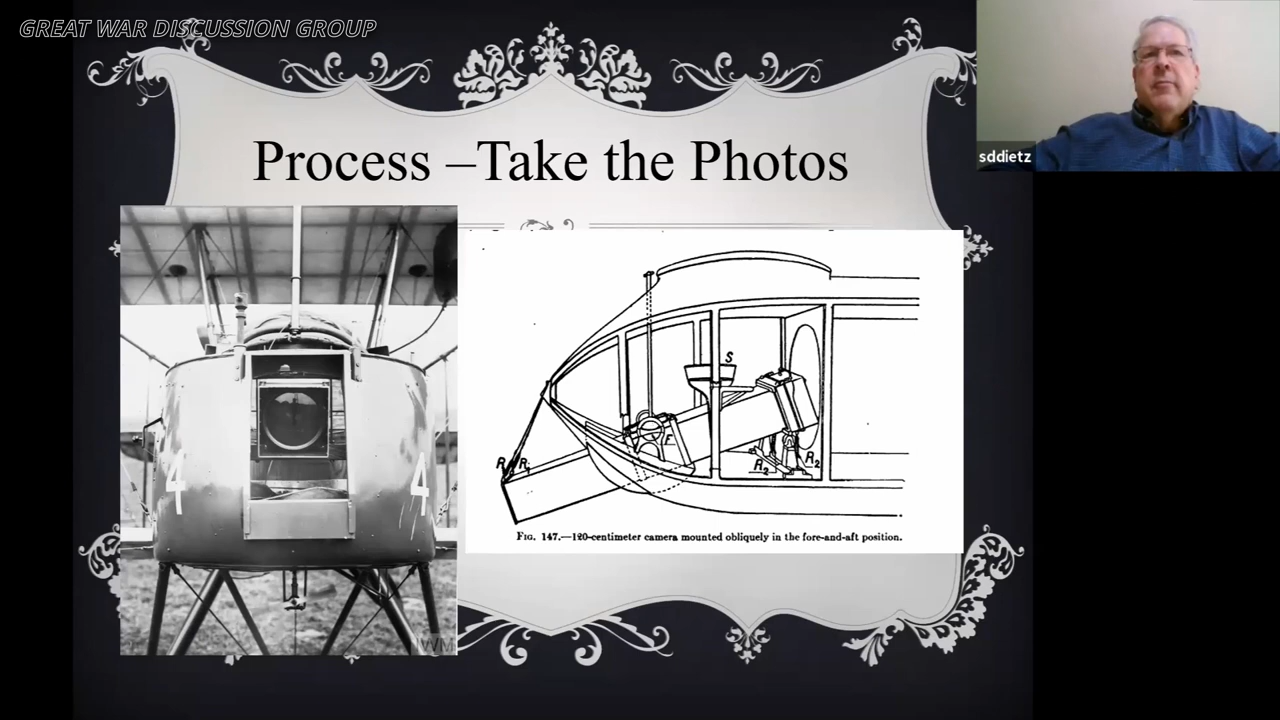 GREAT WAR DISCUSSION GROUP
sddietz
Process –Take the Photos
4
4
IWM
S
F
R
R
R₂
R₂
FIG. 147.—120-centimeter camera mounted obliquely in the fore-and-aft position.